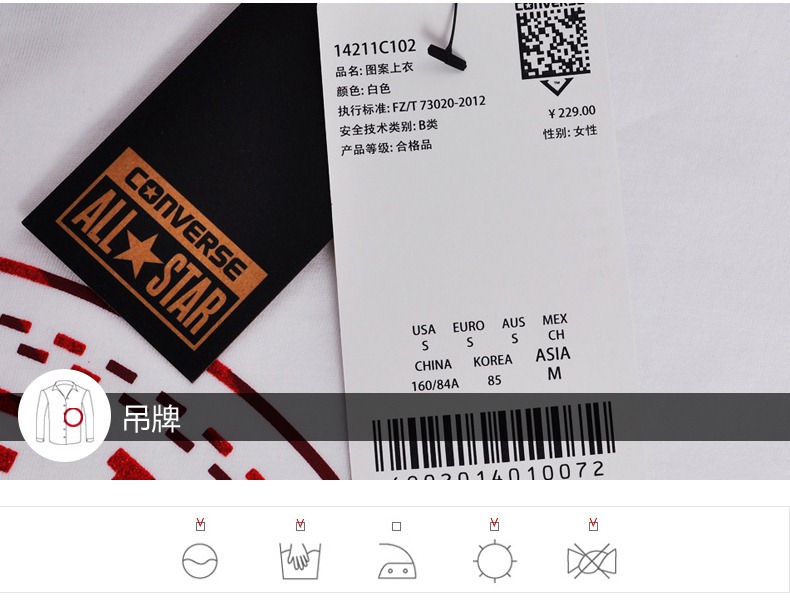 CONVERSE
14211C102
品名: 图案上衣
颜色: 白色
执行标准: FZ/T 73020-2012
安全技术类别: B类
产品等级: 合格品
¥ 229.00
性别: 女性
CONVERSE
ALL STAR
USA EURO AUS MEX
S S S CH
CHINA KOREA ASIA
160/84A 85 M
吊牌